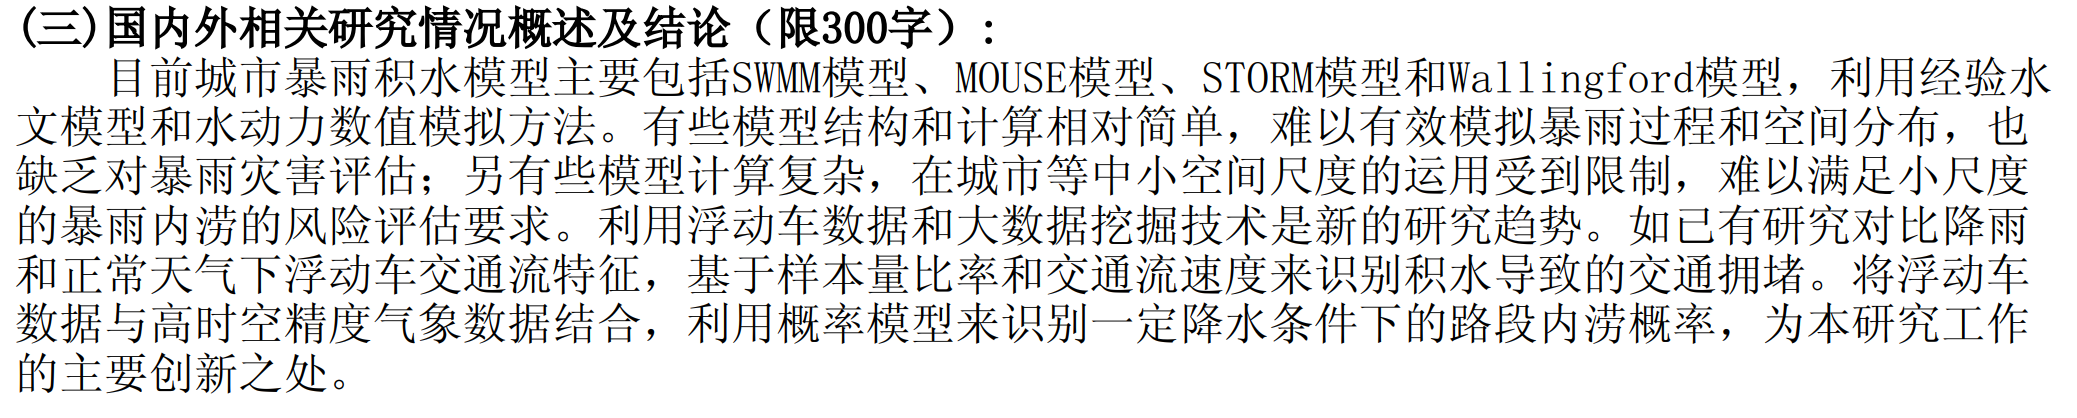 (三)国内外相关研究情况概述及结论（限300字）:
目前城市暴雨积水模型主要包括SWMM模型、MOUSE模型、STORM模型和Wallingford模型，利用经验水
文模型和水动力数值模拟方法。有些模型结构和计算相对简单，难以有效模拟暴雨过程和空间分布，也
缺乏对暴雨灾害评估；另有些模型计算复杂，在城市等中小空间尺度的运用受到限制，难以满足小尺度
的暴雨内涝的风险评估要求。利用浮动车数据和大数据挖掘技术是新的研究趋势。如已有研究对比降雨
和正常天气下浮动车交通流特征，基于样本量比率和交通流速度来识别积水导致的交通拥堵。将浮动车
数据与高时空精度气象数据结合，利用概率模型来识别一定降水条件下的路段内涝概率，为本研究工作
的主要创新之处。